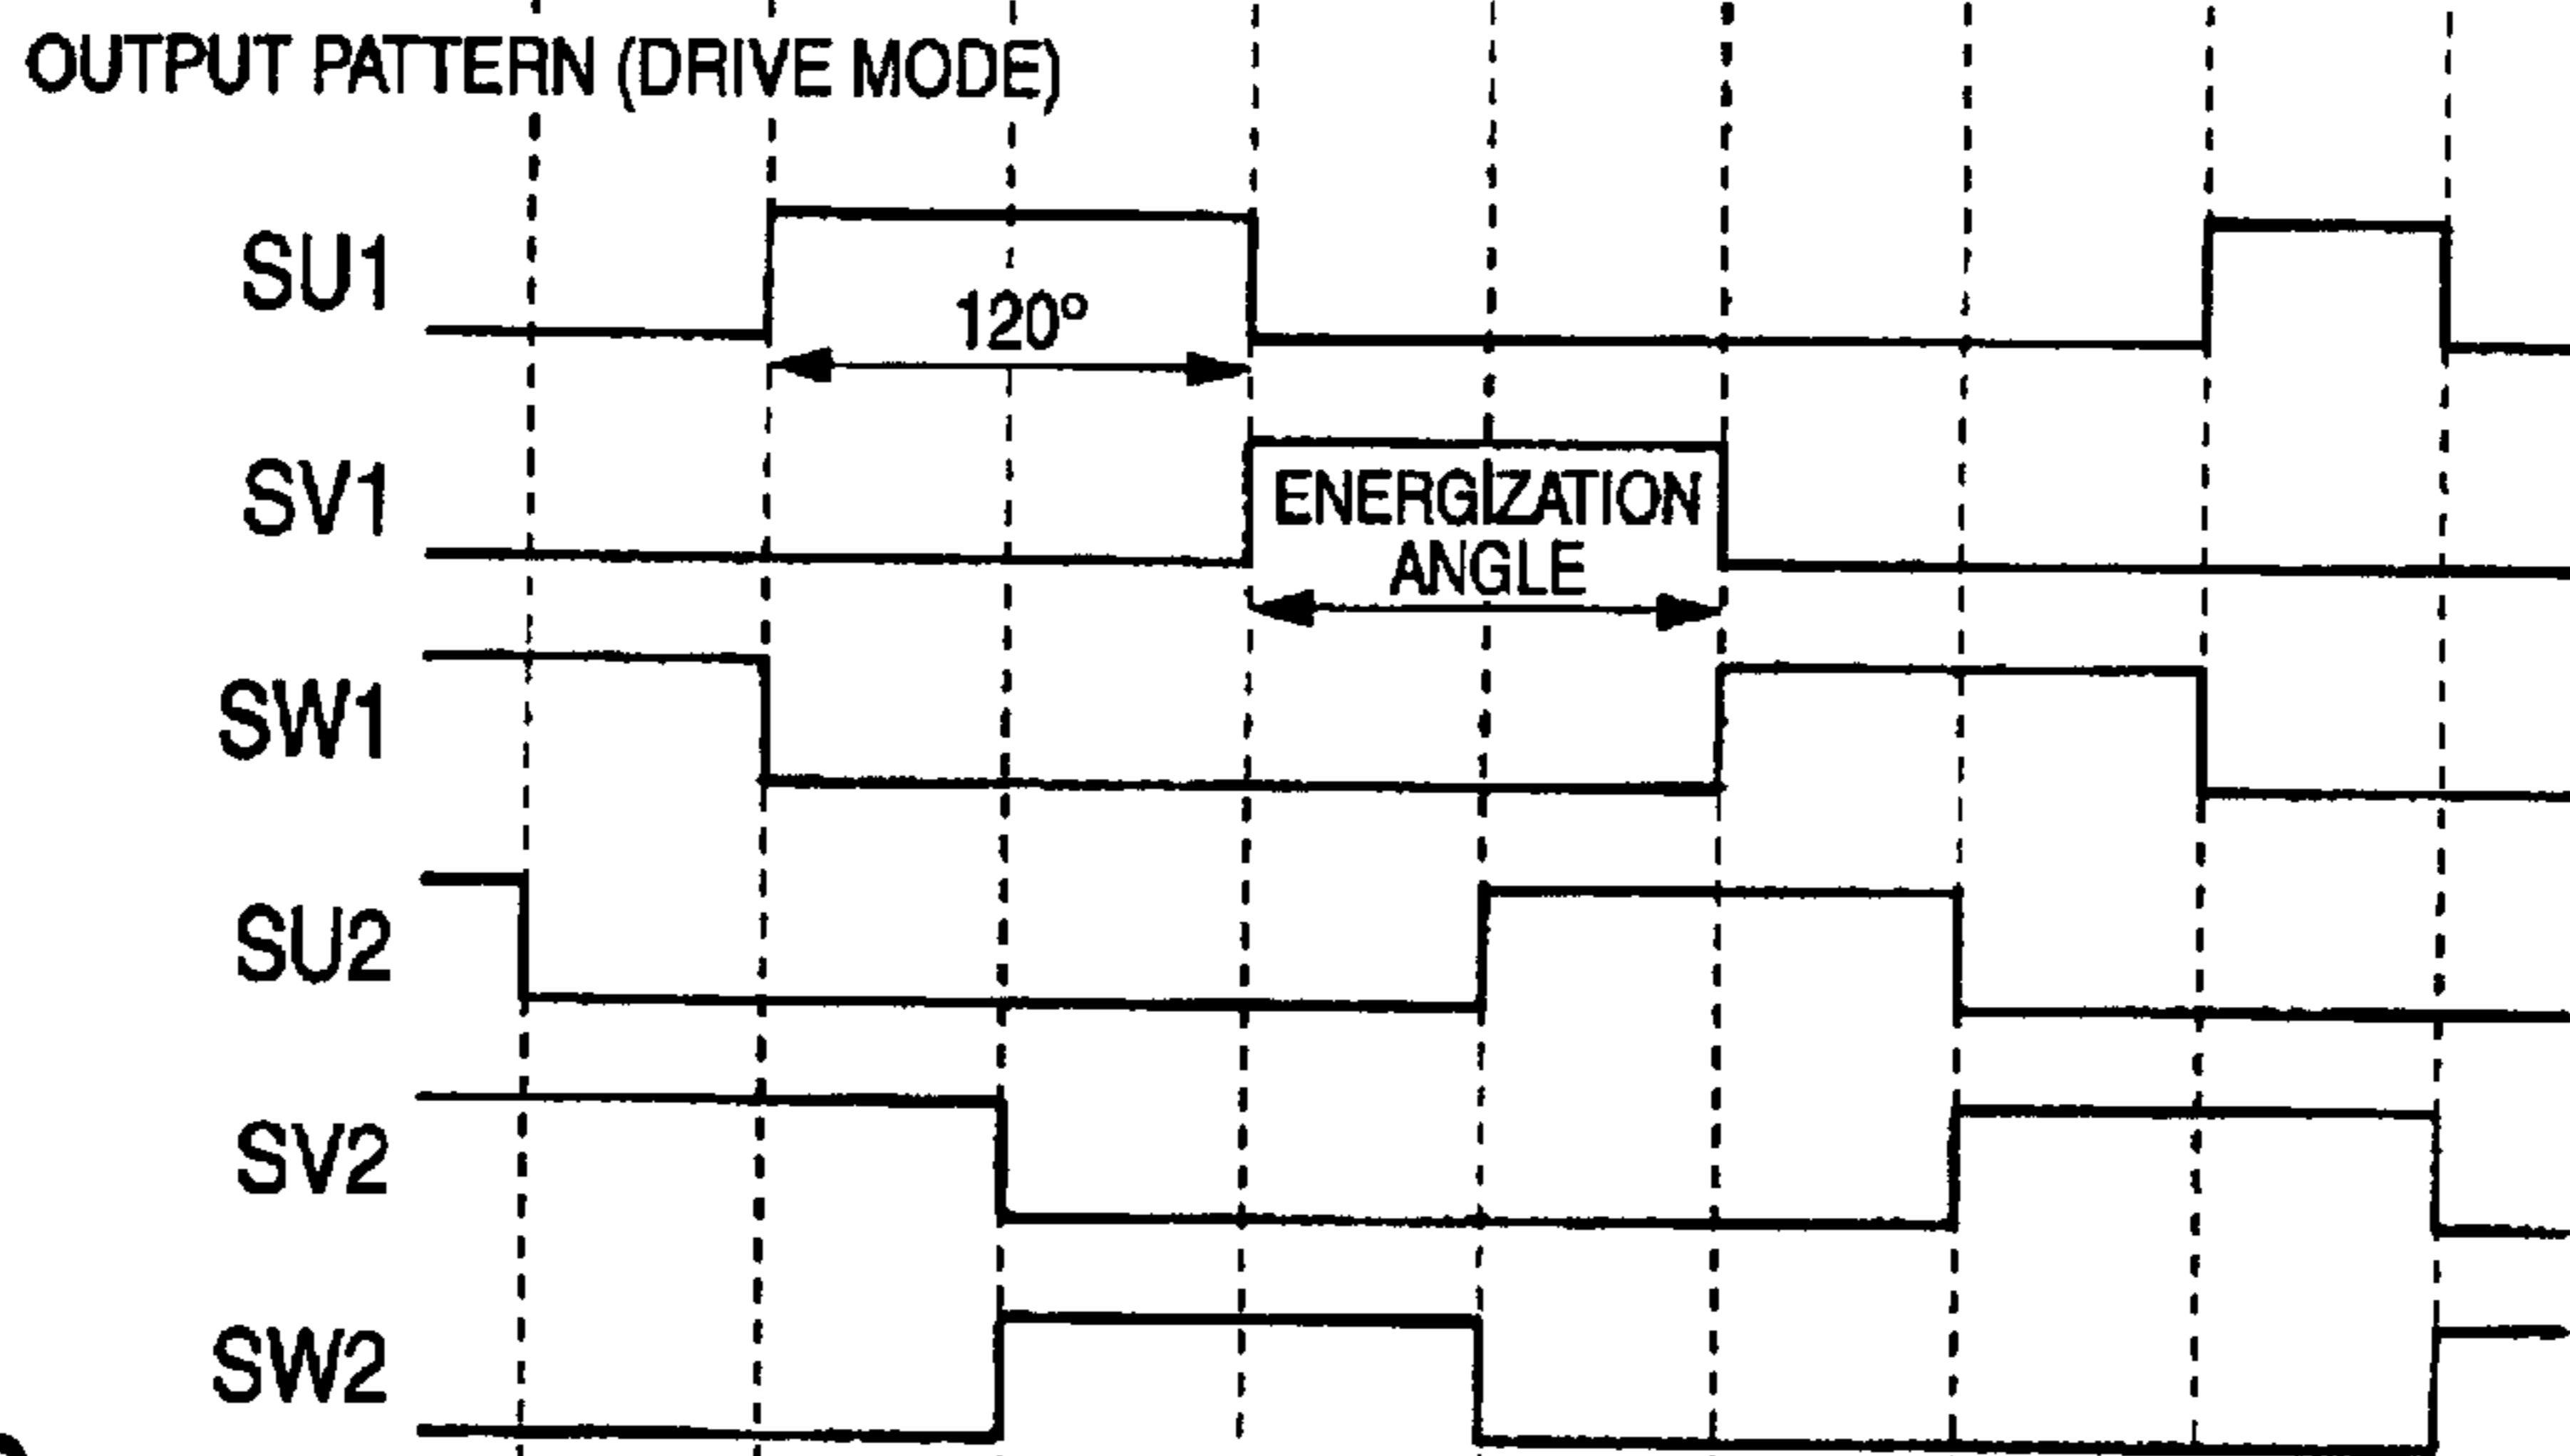 OUTPUT PATTERN (DRIVE MODE)
SU1
120°
SV1
ENERGIZATION
ANGLE
SW1
SU2
SV2
SW2